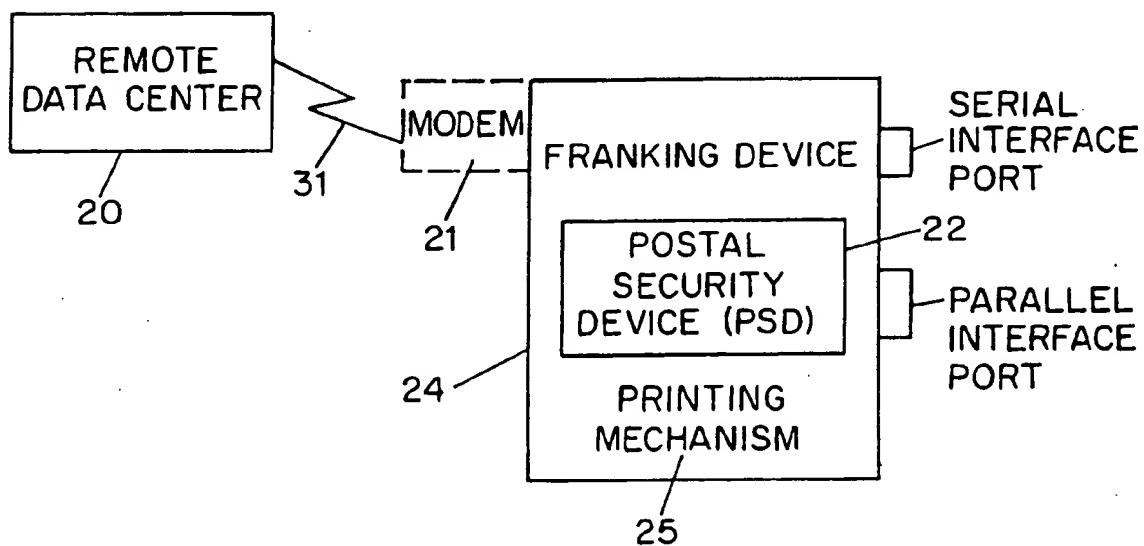 REMOTE
DATA CENTER
20
31
MODEM
21
FRANKING DEVICE
POSTAL
SECURITY
DEVICE (PSD)
22
24
PRINTING
MECHANISM
25
SERIAL
INTERFACE
PORT
PARALLEL
INTERFACE
PORT